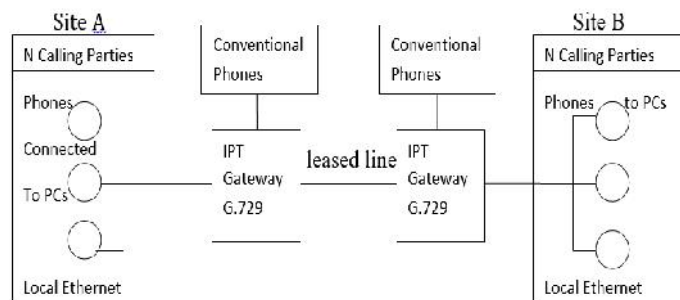 Site A
N Calling Parties
Phones
Connected
To PCs
Local Ethernet
Conventional
Phones
IPT
Gateway
G.729
leased line
Conventional
Phones
IPT
Gateway
G.729
Site B
N Calling Parties
Phones to PCs
Local Ethernet